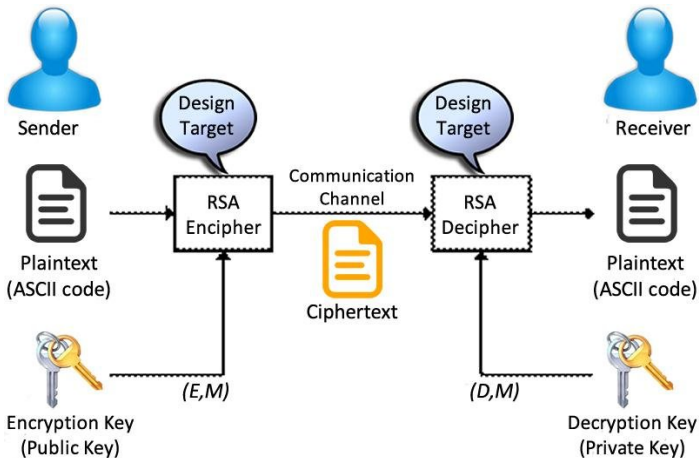 Design
Target
Design
Target
Sender
Receiver
Communication
Channel
RSA
Encipher
RSA
Decipher
Plaintext
(ASCII code)
Plaintext
(ASCII code)
Ciphertext
(E,M)
(D,M)
Encryption Key
(Public Key)
Decryption Key
(Private Key)